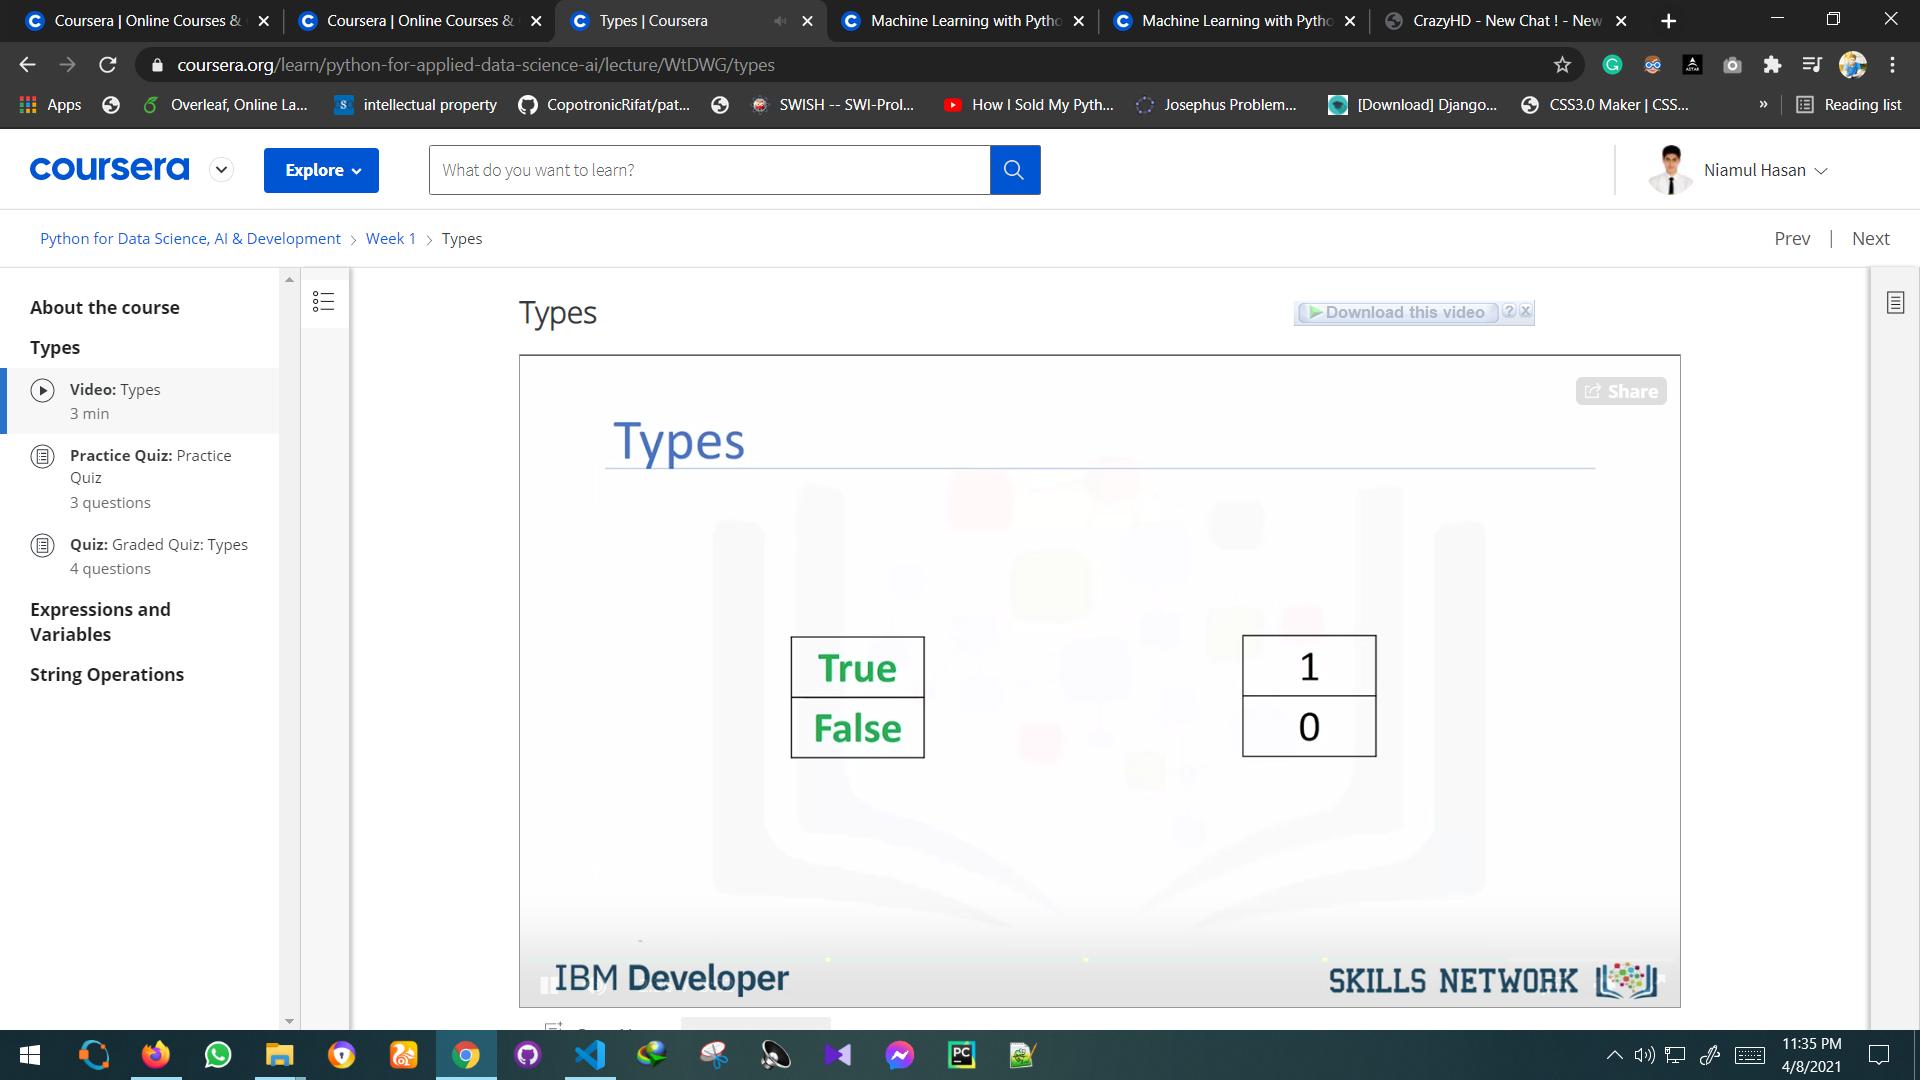 Coursera | Online Courses &
Coursera | Online Courses &
Types | Coursera
Machine Learning with Pytho
Machine Learning with Pytho
CrazyHD - New Chat ! - New
coursera.org/learn/python-for-applied-data-science-ai/lecture/WtDWG/types
Apps
Overleaf, Online La...
intellectual property
CopotronicRifat/pat...
SWISH -- SWI-Prol...
How I Sold My Pyth...
Josephus Problem...
[Download] Django...
CSS3.0 Maker | CSS...
»
Reading list
coursera
Explore
What do you want to learn?
Niamul Hasan
Python for Data Science, AI & Development > Week 1 > Types
Prev | Next
About the course
Types
Video: Types
3 min
Practice Quiz: Practice
Quiz
3 questions
Quiz: Graded Quiz: Types
4 questions
Expressions and
Variables
String Operations
Types
Download this video ? X
Share
Types
True 1
False 0
IBM Developer
SKILLS NETWORK
11:35 PM
4/8/2021